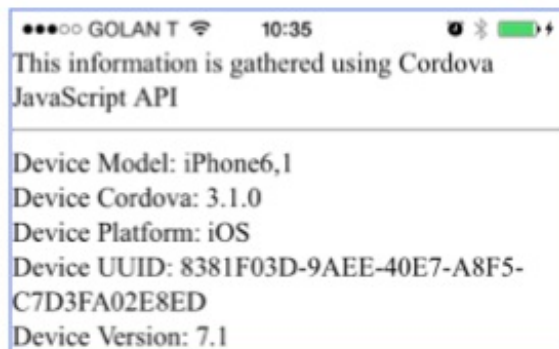 GOLAN T 10:35
This information is gathered using Cordova
JavaScript API
Device Model: iPhone6,1
Device Cordova: 3.1.0
Device Platform: iOS
Device UUID: 8381F03D-9AEE-40E7-A8F5-
C7D3FA02E8ED
Device Version: 7.1